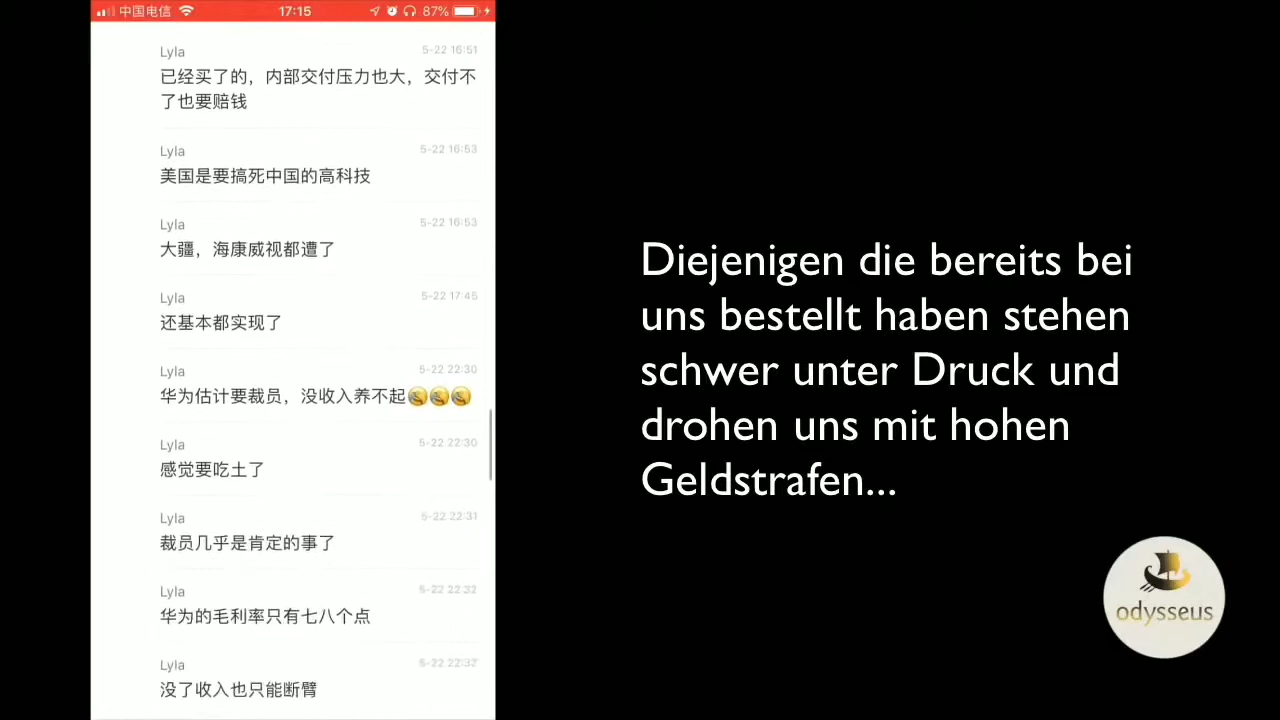 中国电信
17:15
87%
Lyla
5-22 16:51
已经买了的，内部交付压力也大，交付不
了也要赔钱
Lyla
5-22 16:53
美国是要搞死中国的高科技
Lyla
5-22 16:53
大疆，海康威视都遭了
Lyla
5-22 17:45
还基本都实现了
Lyla
5-22 22:30
华为估计要裁员，没收入养不起
Lyla
5-22 22:30
感觉要吃土了
Lyla
5-22 22:31
裁员几乎是肯定的事了
Lyla
5-22 22:32
华为的毛利率只有七八个点
Lyla
5-22 22:32
没了收入也只能断臂
Diejenigen die bereits bei
uns bestellt haben stehen
schwer unter Druck und
drohen uns mit hohen
Geldstrafen...
odysseus